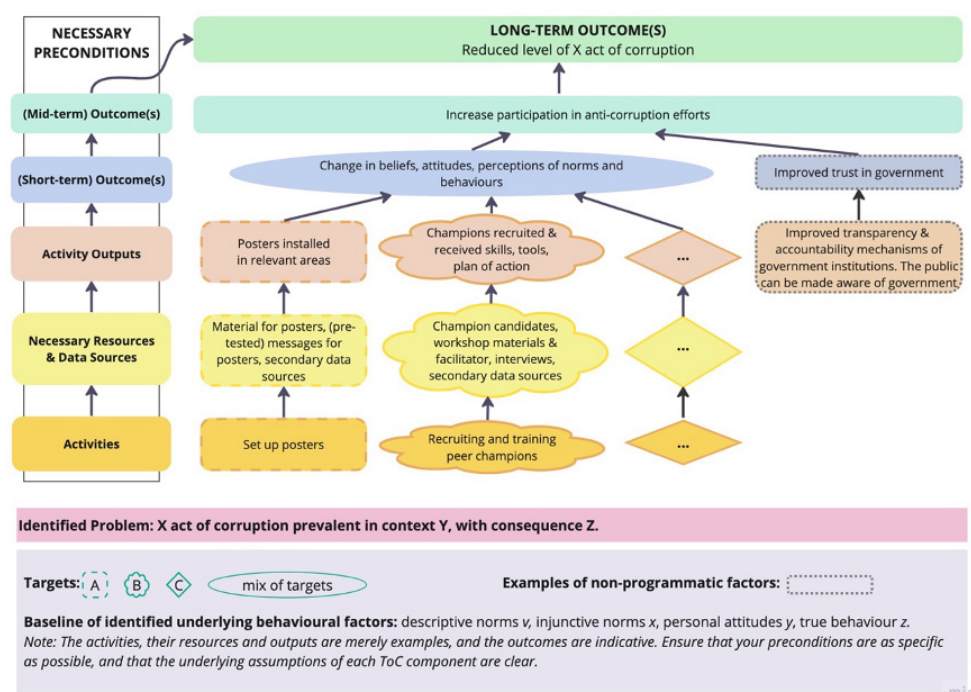 NECESSARY
PRECONDITIONS
LONG-TERM OUTCOME(S)
Reduced level of X act of corruption
(Mid-term) Outcome(s)
Increase participation in anti-corruption efforts
(Short-term) Outcome(s)
Change in beliefs, attitudes, perceptions of norms and
behaviours
Improved trust in government
Activity Outputs
Posters installed
in relevant areas
Champions recruited &
received skills, tools,
plan of action
...
Improved transparency &
accountability mechanisms of
government institutions. The public
can be made aware of government
Necessary Resources
& Data Sources
Material for posters, (pre-
tested) messages for
posters, secondary data
sources
Champion candidates,
workshop materials &
facilitator, interviews,
secondary data sources
...
Activities
Set up posters
Recruiting and training
peer champions
...
Identified Problem: X act of corruption prevalent in context Y, with consequence Z.
Targets: A B C mix of targets
Examples of non-programmatic factors:
Baseline of identified underlying behavioural factors: descriptive norms v, injunctive norms x, personal attitudes y, true behaviour z.
Note: The activities, their resources and outputs are merely examples, and the outcomes are indicative. Ensure that your preconditions are as specific
as possible, and that the underlying assumptions of each ToC component are clear.